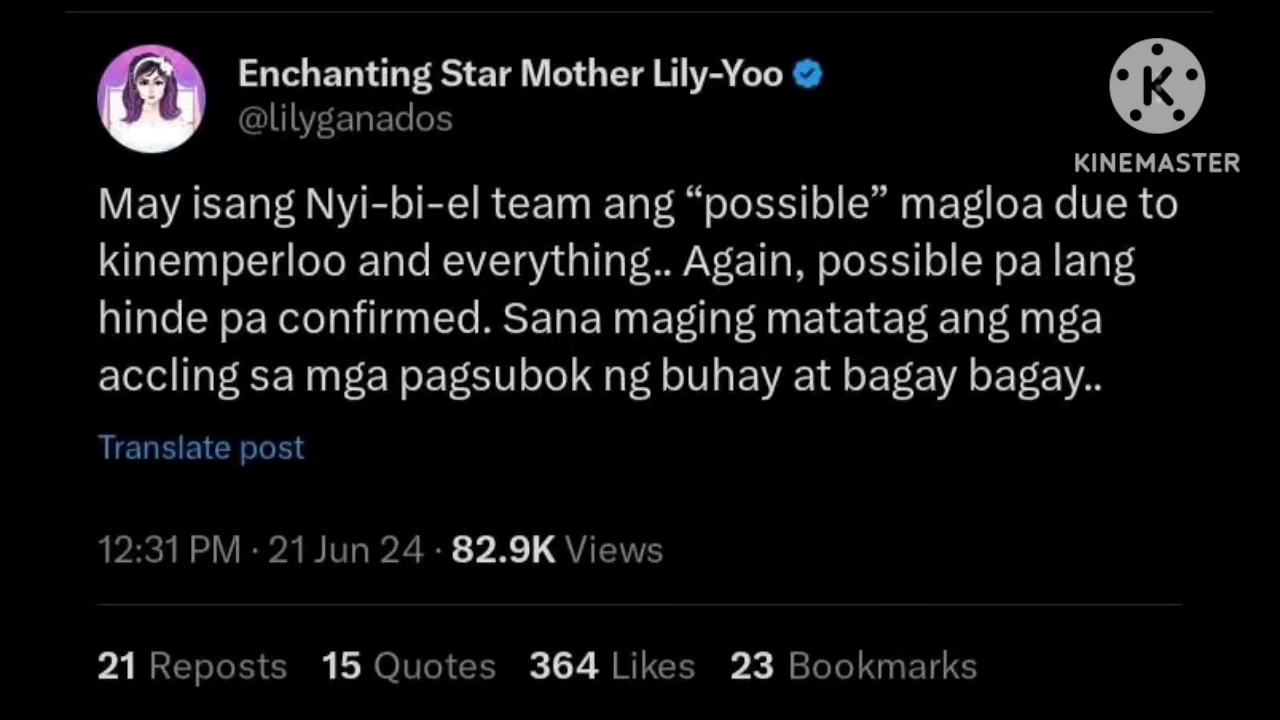 Enchanting Star Mother Lily-Yoo
@lilyganados
K
KINEMASTER
May isang Nyi-bi-el team ang “possible” magloa due to
kinemperloo and everything.. Again, possible pa lang
hinde pa confirmed. Sana maging matatag ang mga
accling sa mga pagsubok ng buhay at bagay bagay..
Translate post
12:31 PM · 21 Jun 24 · 82.9K Views
21 Reposts 15 Quotes 364 Likes 23 Bookmarks